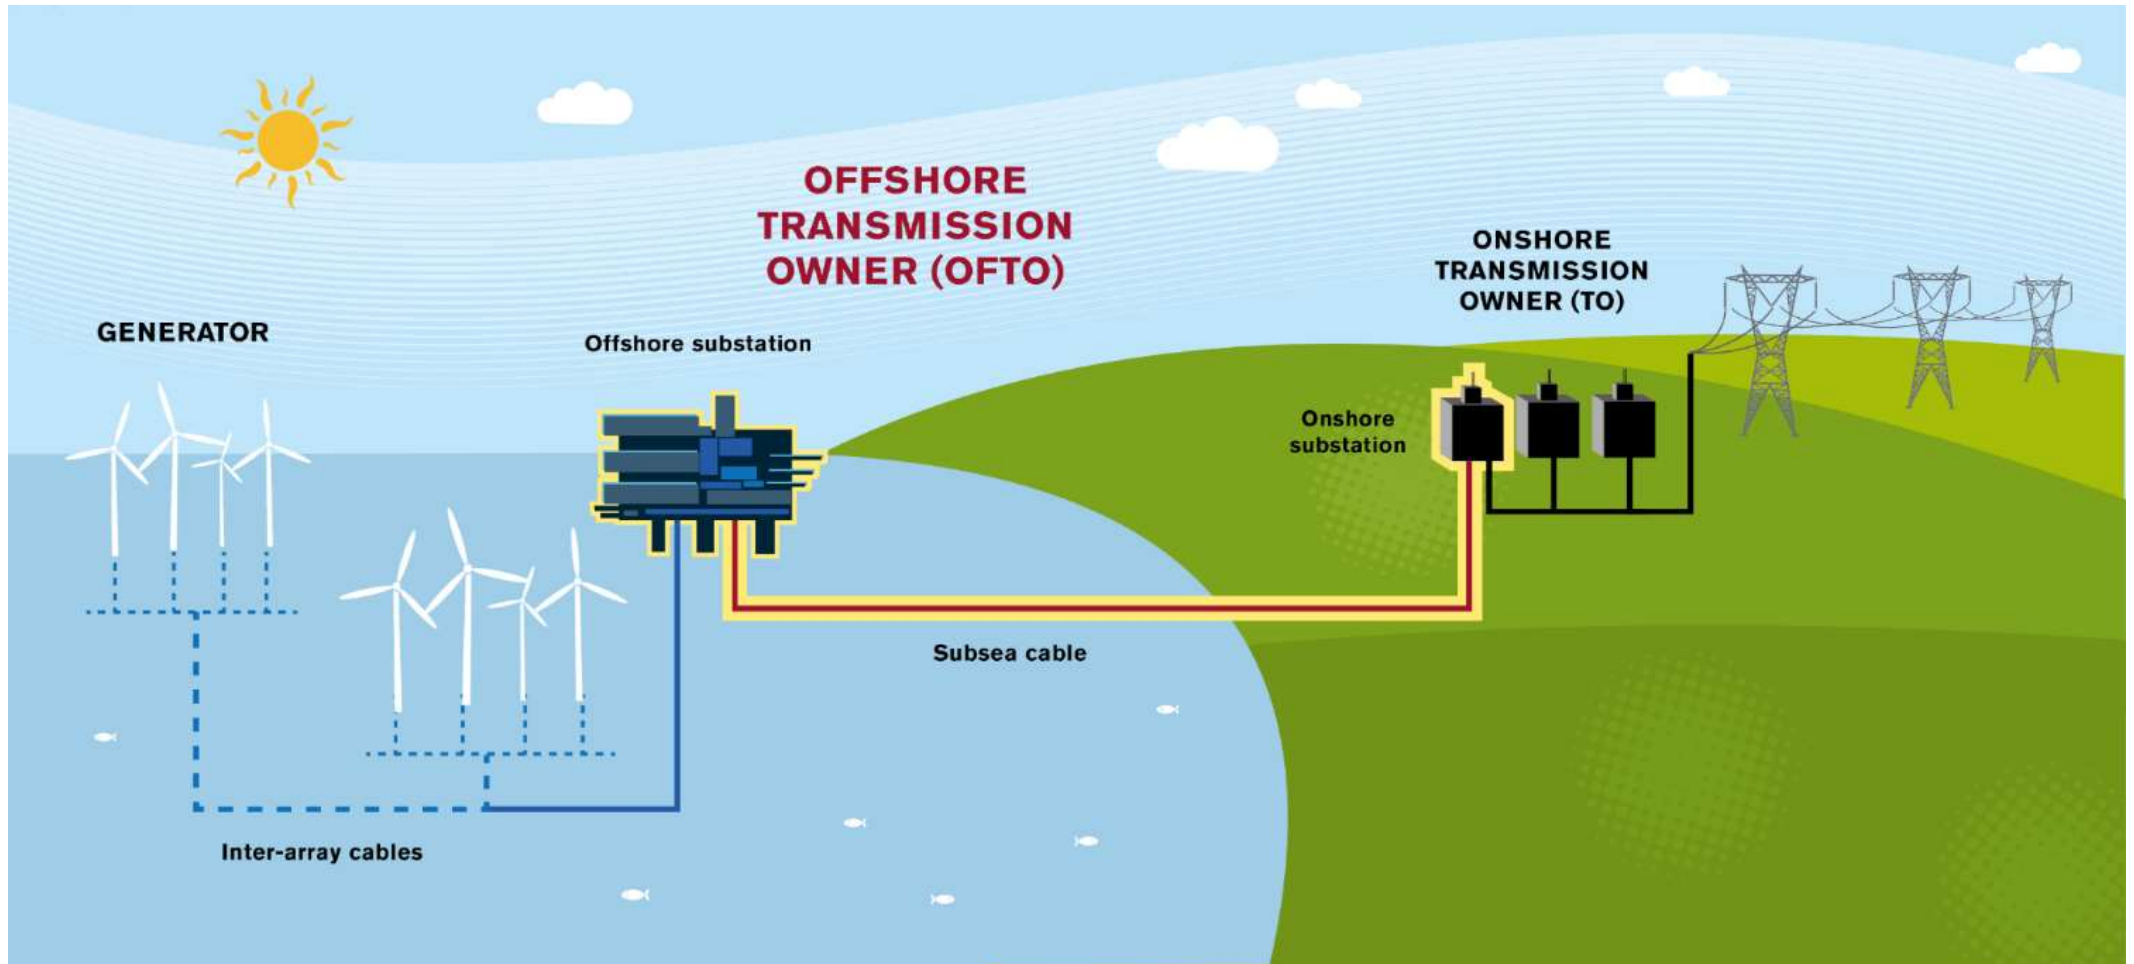 OFFSHORE
TRANSMISSION
OWNER (OFTO)
ONSHORE
TRANSMISSION
OWNER (TO)
GENERATOR
Offshore substation
Onshore
substation
Subsea cable
Inter-array cables